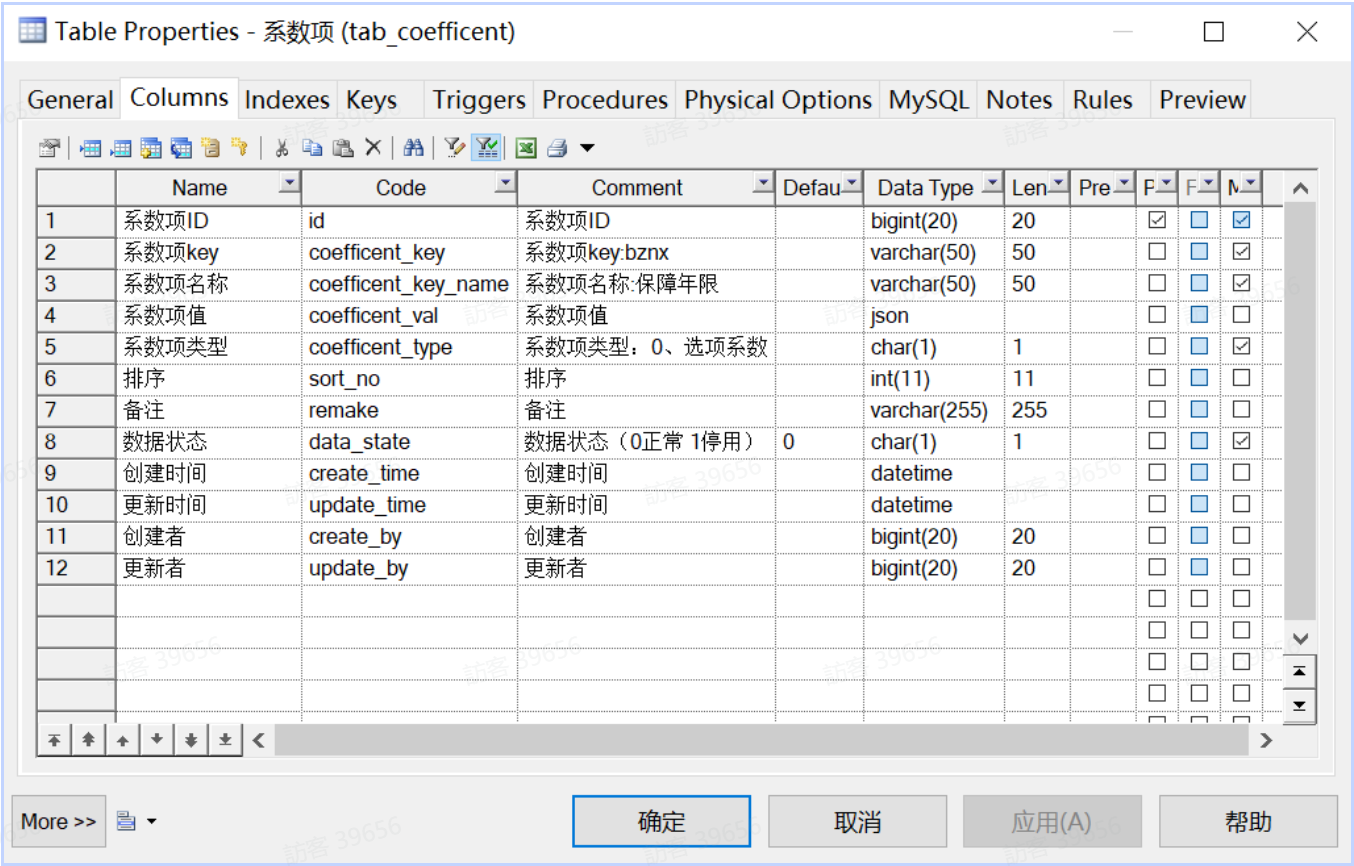 Table Properties - 系数项 (tab_coefficent)
General Columns Indexes Keys Triggers Procedures Physical Options MySQL Notes Rules Preview
Name Code Comment Defau Data Type Len Pre P F M
1 系数项ID id 系数项ID bigint(20) 20
2 系数项key coefficent_key 系数项key:bznx varchar(50) 50
3 系数项名称 coefficent_key_name 系数项名称:保障年限 varchar(50) 50
4 系数项值 coefficent_val 系数项值 json
5 系数项类型 coefficent_type 系数项类型：0、选项系数 char(1) 1
6 排序 sort_no 排序 int(11) 11
7 备注 remake 备注 varchar(255) 255
8 数据状态 data_state 数据状态（0正常 1停用） 0 char(1) 1
9 创建时间 create_time 创建时间 datetime
10 更新时间 update_time 更新时间 datetime
11 创建者 create_by 创建者 bigint(20) 20
12 更新者 update_by 更新者 bigint(20) 20
More >> 确定 取消 应用(A) 帮助
訪客 39656